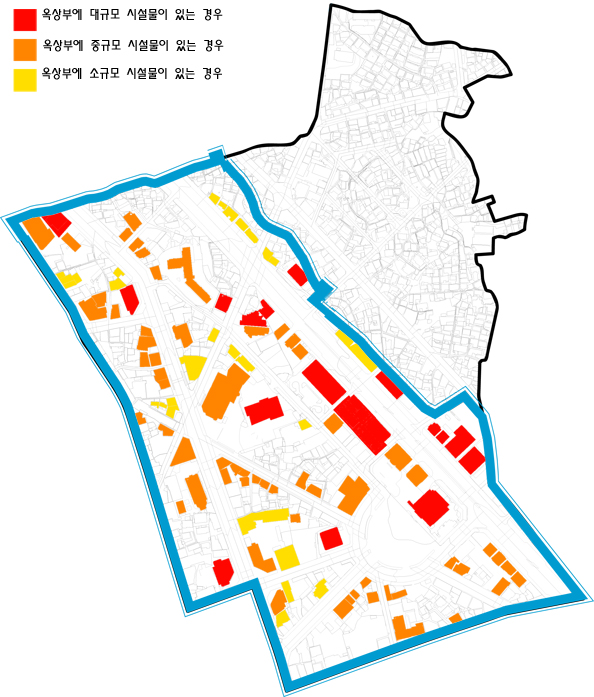 옥상부에 대규모 시설물이 있는 경우
옥상부에 중규모 시설물이 있는 경우
옥상부에 소규모 시설물이 있는 경우